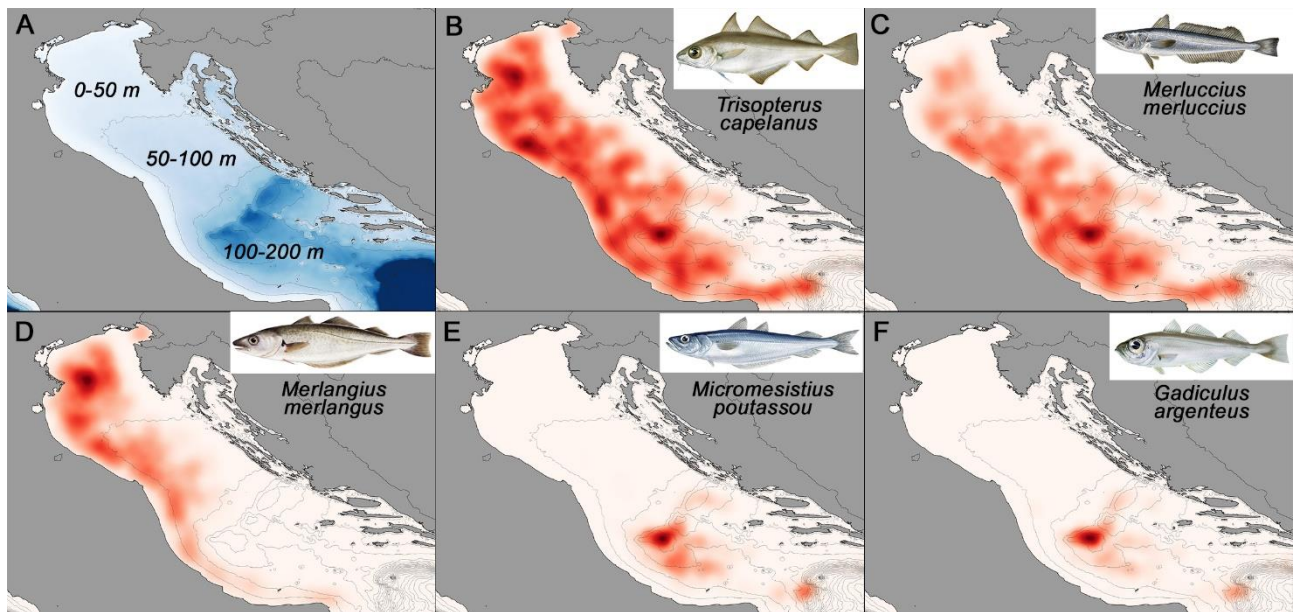 A
0-50 m
50-100 m
100-200 m
B
Trisopterus
capelanus
C
Merluccius
merluccius
D
Merlangius
merlangus
E
Micromesistius
poutassou
F
Gadiculus
argenteus